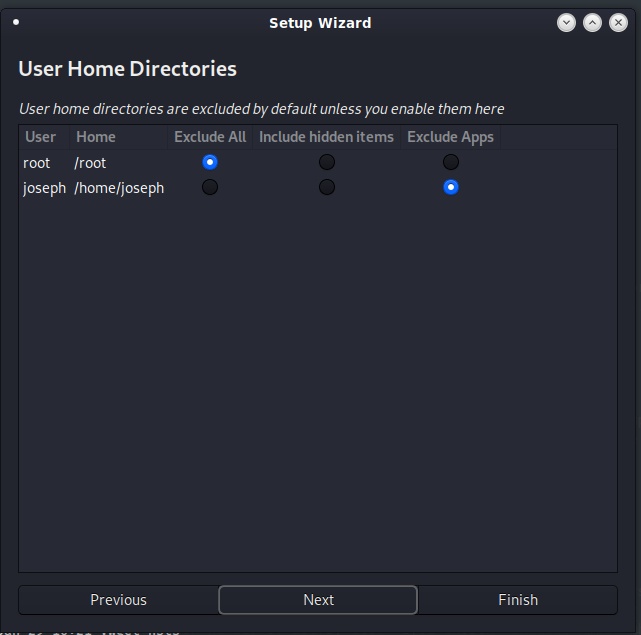 Setup Wizard
User Home Directories
User home directories are excluded by default unless you enable them here
User Home Exclude All Include hidden items Exclude Apps
root /root
joseph /home/joseph
Previous Next Finish